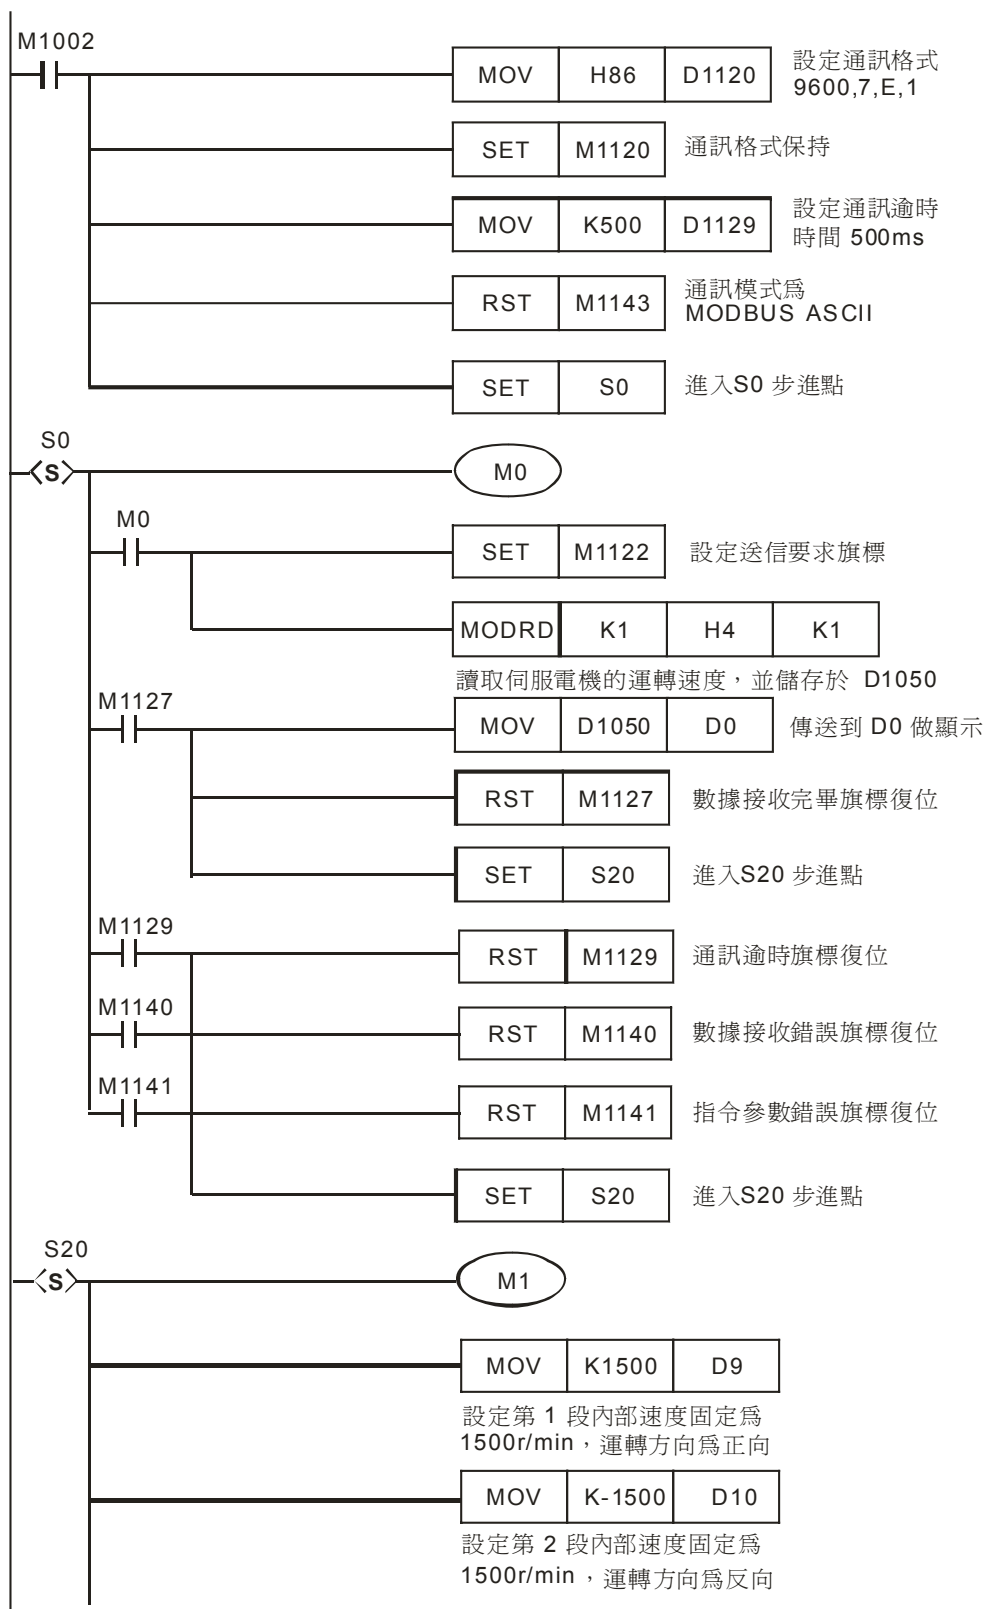 M1002
MOV H86 D1120 設定通訊格式
9600,7,E,1
SET M1120 通訊格式保持
MOV K500 D1129 設定通訊逾時
時間 500ms
RST M1143 通訊模式爲
MODBUS ASCII
SET S0 進入S0 步進點
S0
S
M0
M0
SET M1122 設定送信要求旗標
MODRD K1 H4 K1
讀取伺服電機的運轉速度，並儲存於 D1050
M1127
MOV D1050 D0 傳送到 D0 做顯示
RST M1127 數據接收完畢旗標復位
SET S20 進入S20 步進點
M1129
RST M1129 通訊逾時旗標復位
M1140
RST M1140 數據接收錯誤旗標復位
M1141
RST M1141 指令參數錯誤旗標復位
SET S20 進入S20 步進點
S20
S
M1
MOV K1500 D9
設定第 1 段內部速度固定爲
1500r/min，運轉方向爲正向
MOV K-1500 D10
設定第 2 段內部速度固定爲
1500r/min，運轉方向爲反向